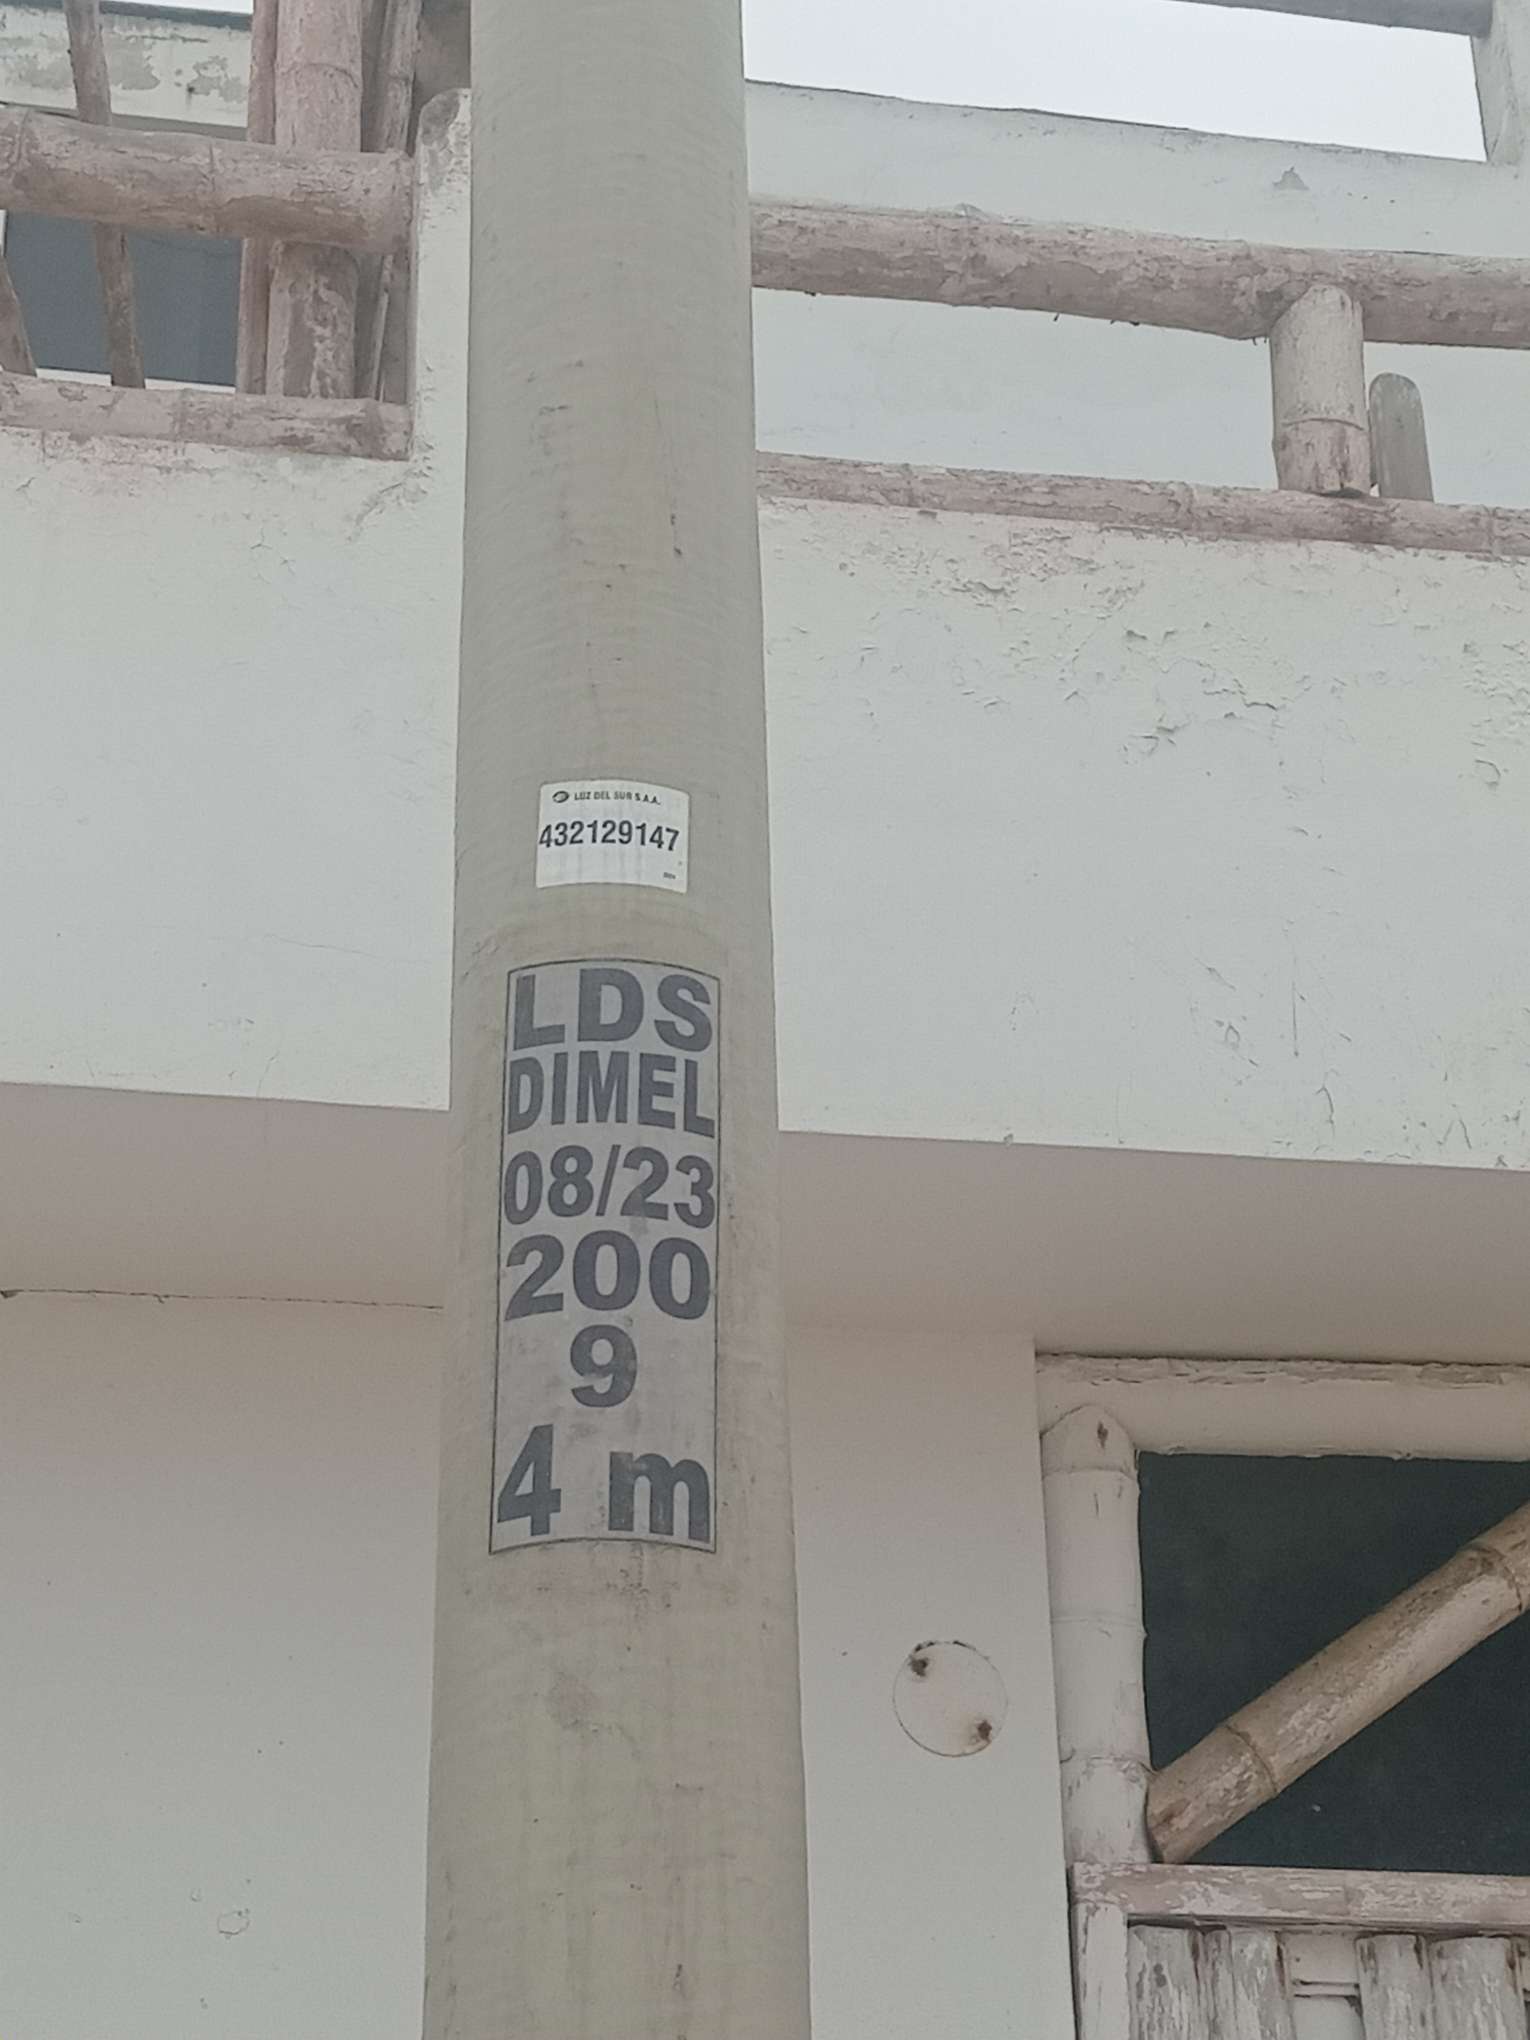 LUZ DEL SUR S.A.A.
432129147
LDS
DIMEL
08/23
200
9
4 m